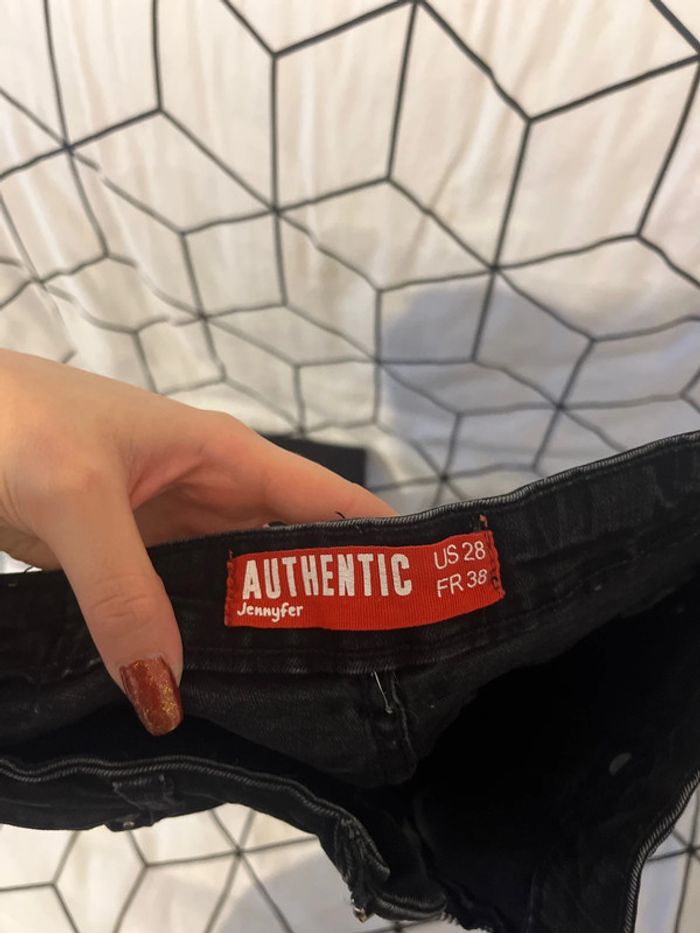 AUTHENTIC
Jennyfer
US 28
FR 38